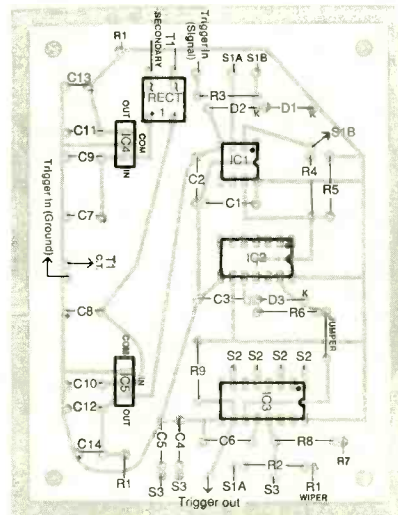 R1
SECONDARY
T1
Trigger In
(Signal)
S1A S1B
C13
RECT
R3
D2 K
D1 K
OUT
S1B
C11
IC4
COM
IC1
C9
IN
C2
R4
R5
C1
C7
Trigger In (Ground)
T1
C.T.
IC2
C3
D3 K
C8
R6
JUMPER
COM
S2 S2 S2 S2
IC5
IN
R9
C10
C12
IC3
OUT
C14
C5
C4
C6
R8
R7
R1
S3
S3
S1A
R2
S3
R1
WIPER
Trigger out